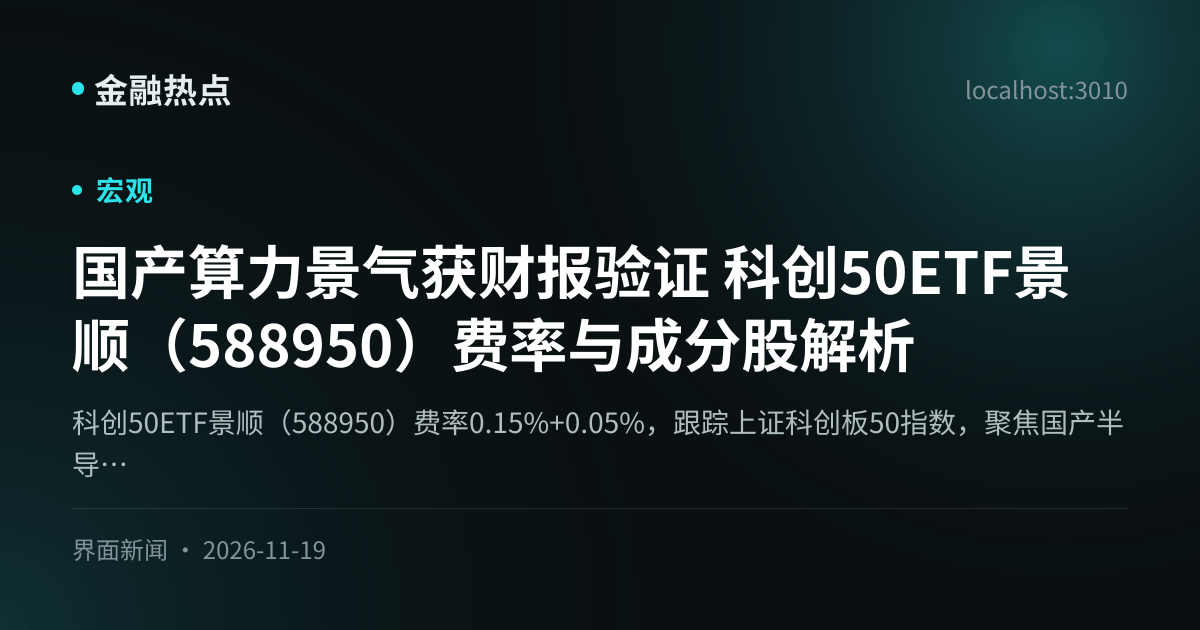 金融热点
localhost:3010
宏观
国产算力景气获财报验证 科创50ETF景
顺（588950）费率与成分股解析
科创50ETF景顺（588950）费率0.15%+0.05%，跟踪上证科创板50指数，聚焦国产半
导…
界面新闻 • 2026-11-19